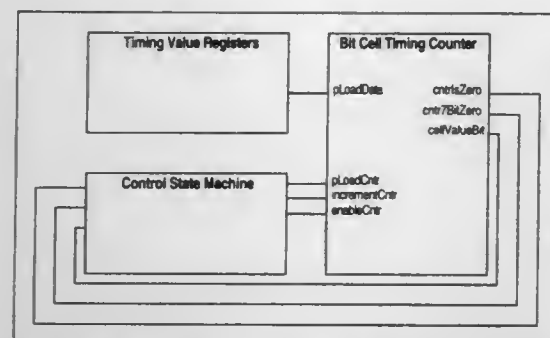 Timing Value Registers
Bit Cell Timing Counter
pLoadData
cntrIsZero
cntr7BitZero
cellValueBit
Control State Machine
pLoadCntr
incrementCntr
enableCntr